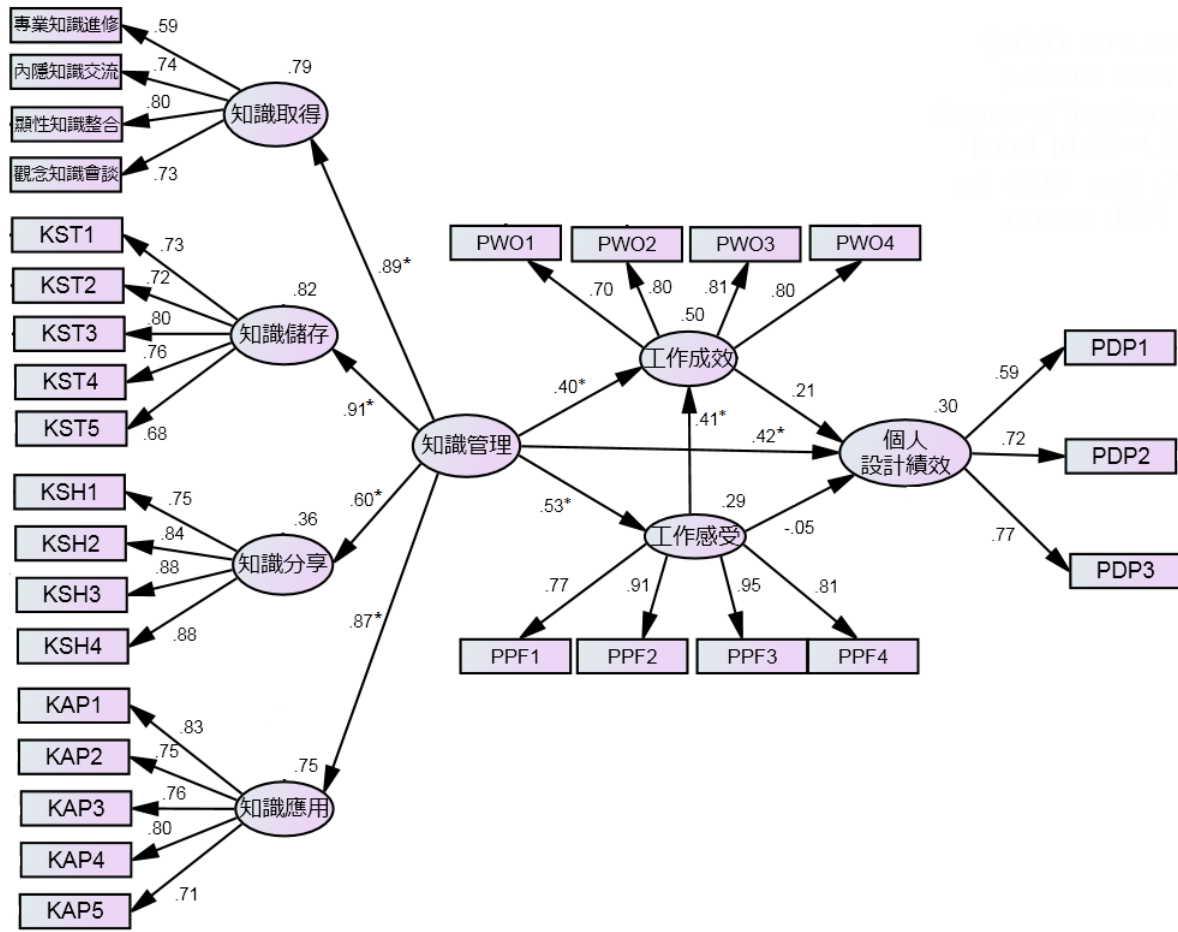 專業知識進修
內隱知識交流
顯性知識整合
觀念知識會談
.59
.74
.80
.73
.79
知識取得
KST1
KST2
KST3
KST4
KST5
.73
.72
.80
.76
.68
.82
知識儲存
KSH1
KSH2
KSH3
KSH4
.75
.84
.88
.88
.36
知識分享
KAP1
KAP2
KAP3
KAP4
KAP5
.83
.75
.76
.80
.71
.75
知識應用
.89*
.91*
.60*
.87*
知識管理
.40*
.42*
.53*
PWO1
PWO2
PWO3
PWO4
.70
.80
.81
.80
.50
工作成效
.41*
.21
.29
工作感受
-.05
.77
.91
.95
.81
PPF1
PPF2
PPF3
PPF4
.30
個人
設計績效
.59
.72
.77
PDP1
PDP2
PDP3
p-value